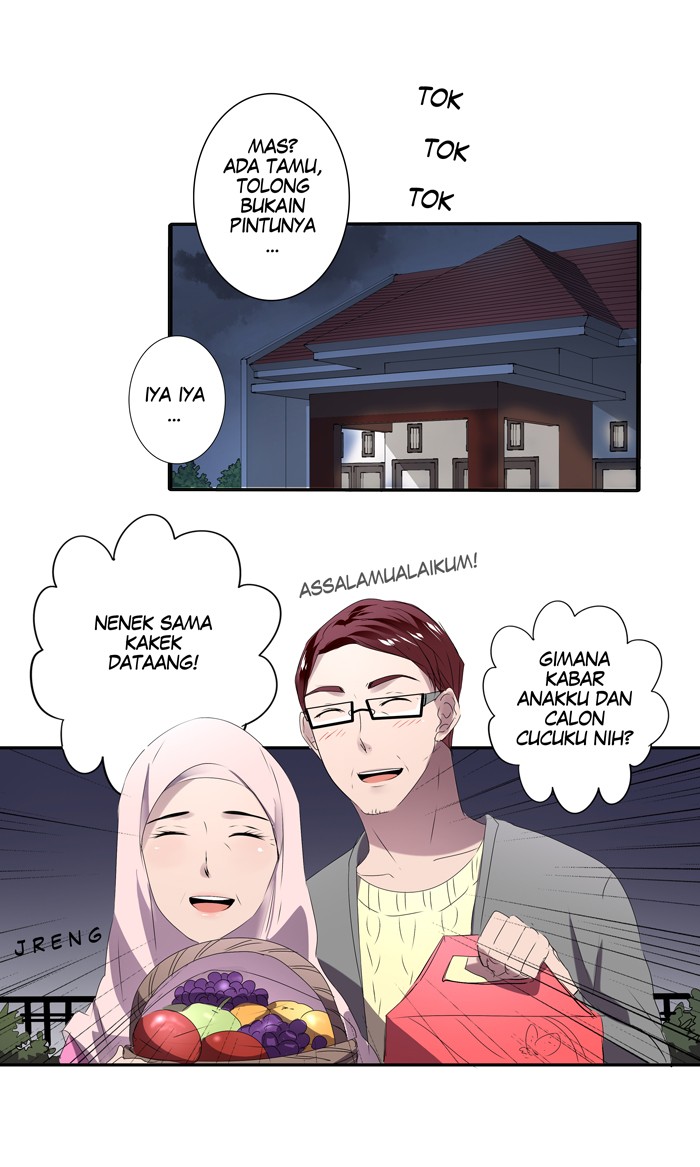 TOK
TOK
TOK
MAS?
ADA TAMU,
TOLONG
BUKAIN
PINTUNYA
...
IYA IYA
...
ASSALAMUALAIKUM!
NENEK SAMA
KAKEK
DATAANG!
GIMANA
KABAR
ANAKKU DAN
CALON
CUCUKU NIH?
JRENG